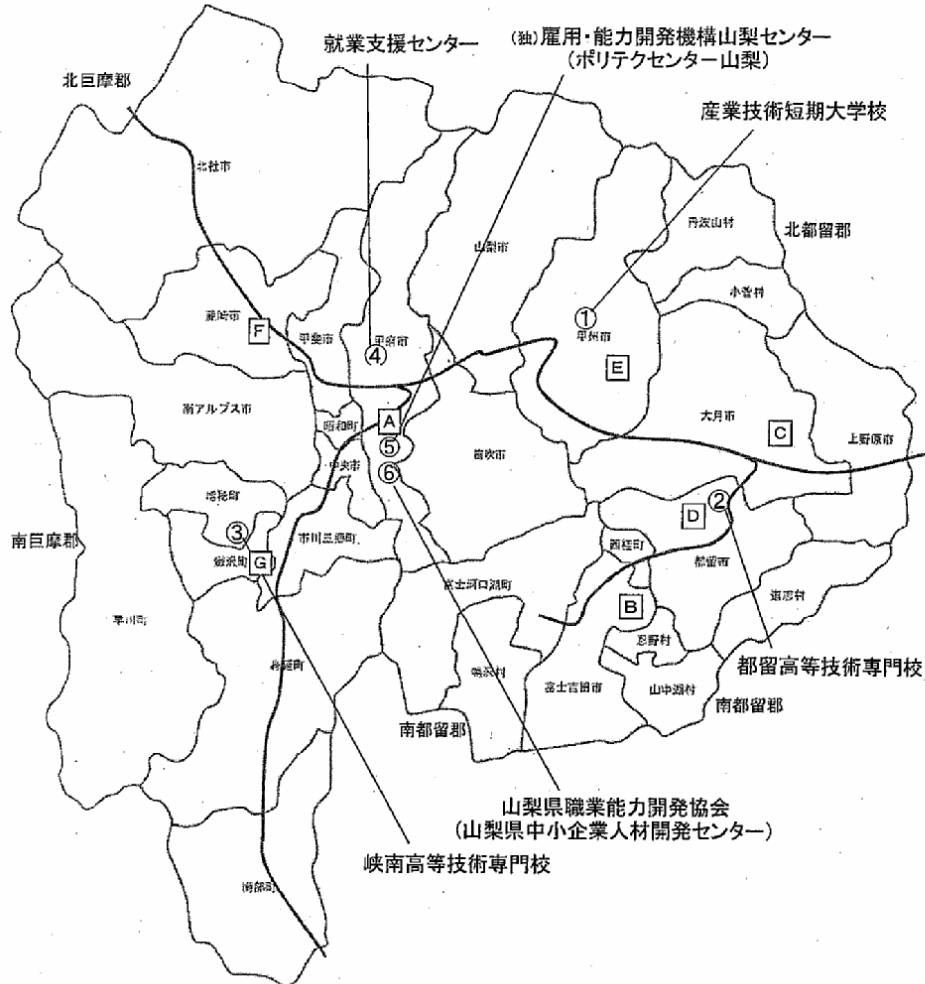 就業支援センター
(独)雇用・能力開発機構山梨センター
(ポリテクセンター山梨)
北巨摩郡
産業技術短期大学校
北杜市
山梨市
丹波山村
北都留郡
小菅村
①
韮崎市
F
甲斐市
甲府市
④
甲州市
E
南アルプス市
昭和町
A
大月市
C
上野原市
⑤
中央市
笛吹市
⑥
増穂町
②
南巨摩郡
③
D
市川三郷町
西桂町
鰍沢町
G
都留市
富士河口湖町
道志村
早川町
B
忍野村
身延町
鳴沢村
都留高等技術専門校
富士吉田市
山中湖村
南都留郡
南都留郡
山梨県職業能力開発協会
(山梨県中小企業人材開発センター)
峡南高等技術専門校
南部町